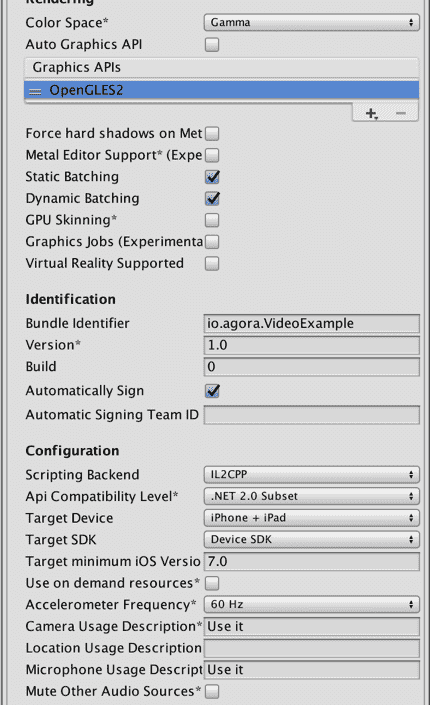 Rendering
Color Space* Gamma
Auto Graphics API
Graphics APIs
OpenGLES2
Force hard shadows on Met
Metal Editor Support* (Expe
Static Batching
Dynamic Batching
GPU Skinning*
Graphics Jobs (Experimenta
Virtual Reality Supported
Identification
Bundle Identifier io.agora.VideoExample
Version* 1.0
Build 0
Automatically Sign
Automatic Signing Team ID
Configuration
Scripting Backend IL2CPP
Api Compatibility Level* .NET 2.0 Subset
Target Device iPhone + iPad
Target SDK Device SDK
Target minimum iOS Versio 7.0
Use on demand resources*
Accelerometer Frequency* 60 Hz
Camera Usage Description* Use it
Location Usage Description
Microphone Usage Descript Use it
Mute Other Audio Sources*